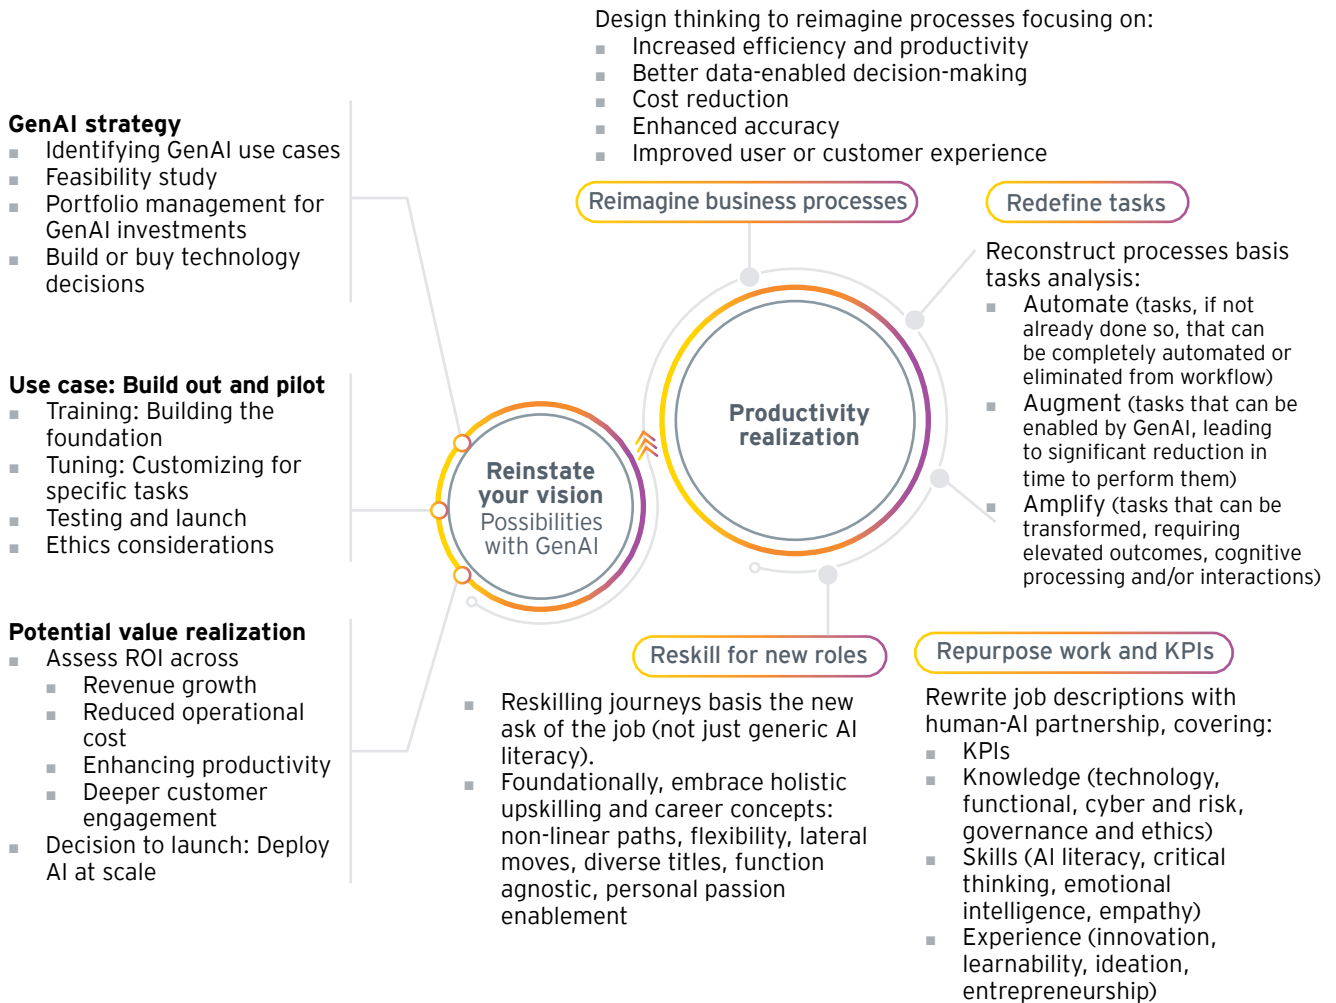 GenAI strategy
■ Identifying GenAI use cases
■ Feasibility study
■ Portfolio management for
GenAI investments
■ Build or buy technology
decisions
Use case: Build out and pilot
■ Training: Building the
foundation
■ Tuning: Customizing for
specific tasks
■ Testing and launch
■ Ethics considerations
Potential value realization
■ Assess ROI across
■ Revenue growth
■ Reduced operational
cost
■ Enhancing productivity
■ Deeper customer
engagement
■ Decision to launch: Deploy
AI at scale
Reinstate
your vision
Possibilities
with GenAI
Productivity
realization
Design thinking to reimagine processes focusing on:
■ Increased efficiency and productivity
■ Better data-enabled decision-making
■ Cost reduction
■ Enhanced accuracy
■ Improved user or customer experience
Reimagine business processes
Redefine tasks
Reconstruct processes basis
tasks analysis:
■ Automate (tasks, if not
already done so, that can
be completely automated or
eliminated from workflow)
■ Augment (tasks that can be
enabled by GenAI, leading
to significant reduction in
time to perform them)
■ Amplify (tasks that can be
transformed, requiring
elevated outcomes, cognitive
processing and/or interactions)
Reskill for new roles
■ Reskilling journeys basis the new
ask of the job (not just generic AI
literacy).
■ Foundationally, embrace holistic
upskilling and career concepts:
non-linear paths, flexibility, lateral
moves, diverse titles, function
agnostic, personal passion
enablement
Repurpose work and KPIs
Rewrite job descriptions with
human-AI partnership, covering:
■ KPIs
■ Knowledge (technology,
functional, cyber and risk,
governance and ethics)
■ Skills (AI literacy, critical
thinking, emotional
intelligence, empathy)
■ Experience (innovation,
learnability, ideation,
entrepreneurship)